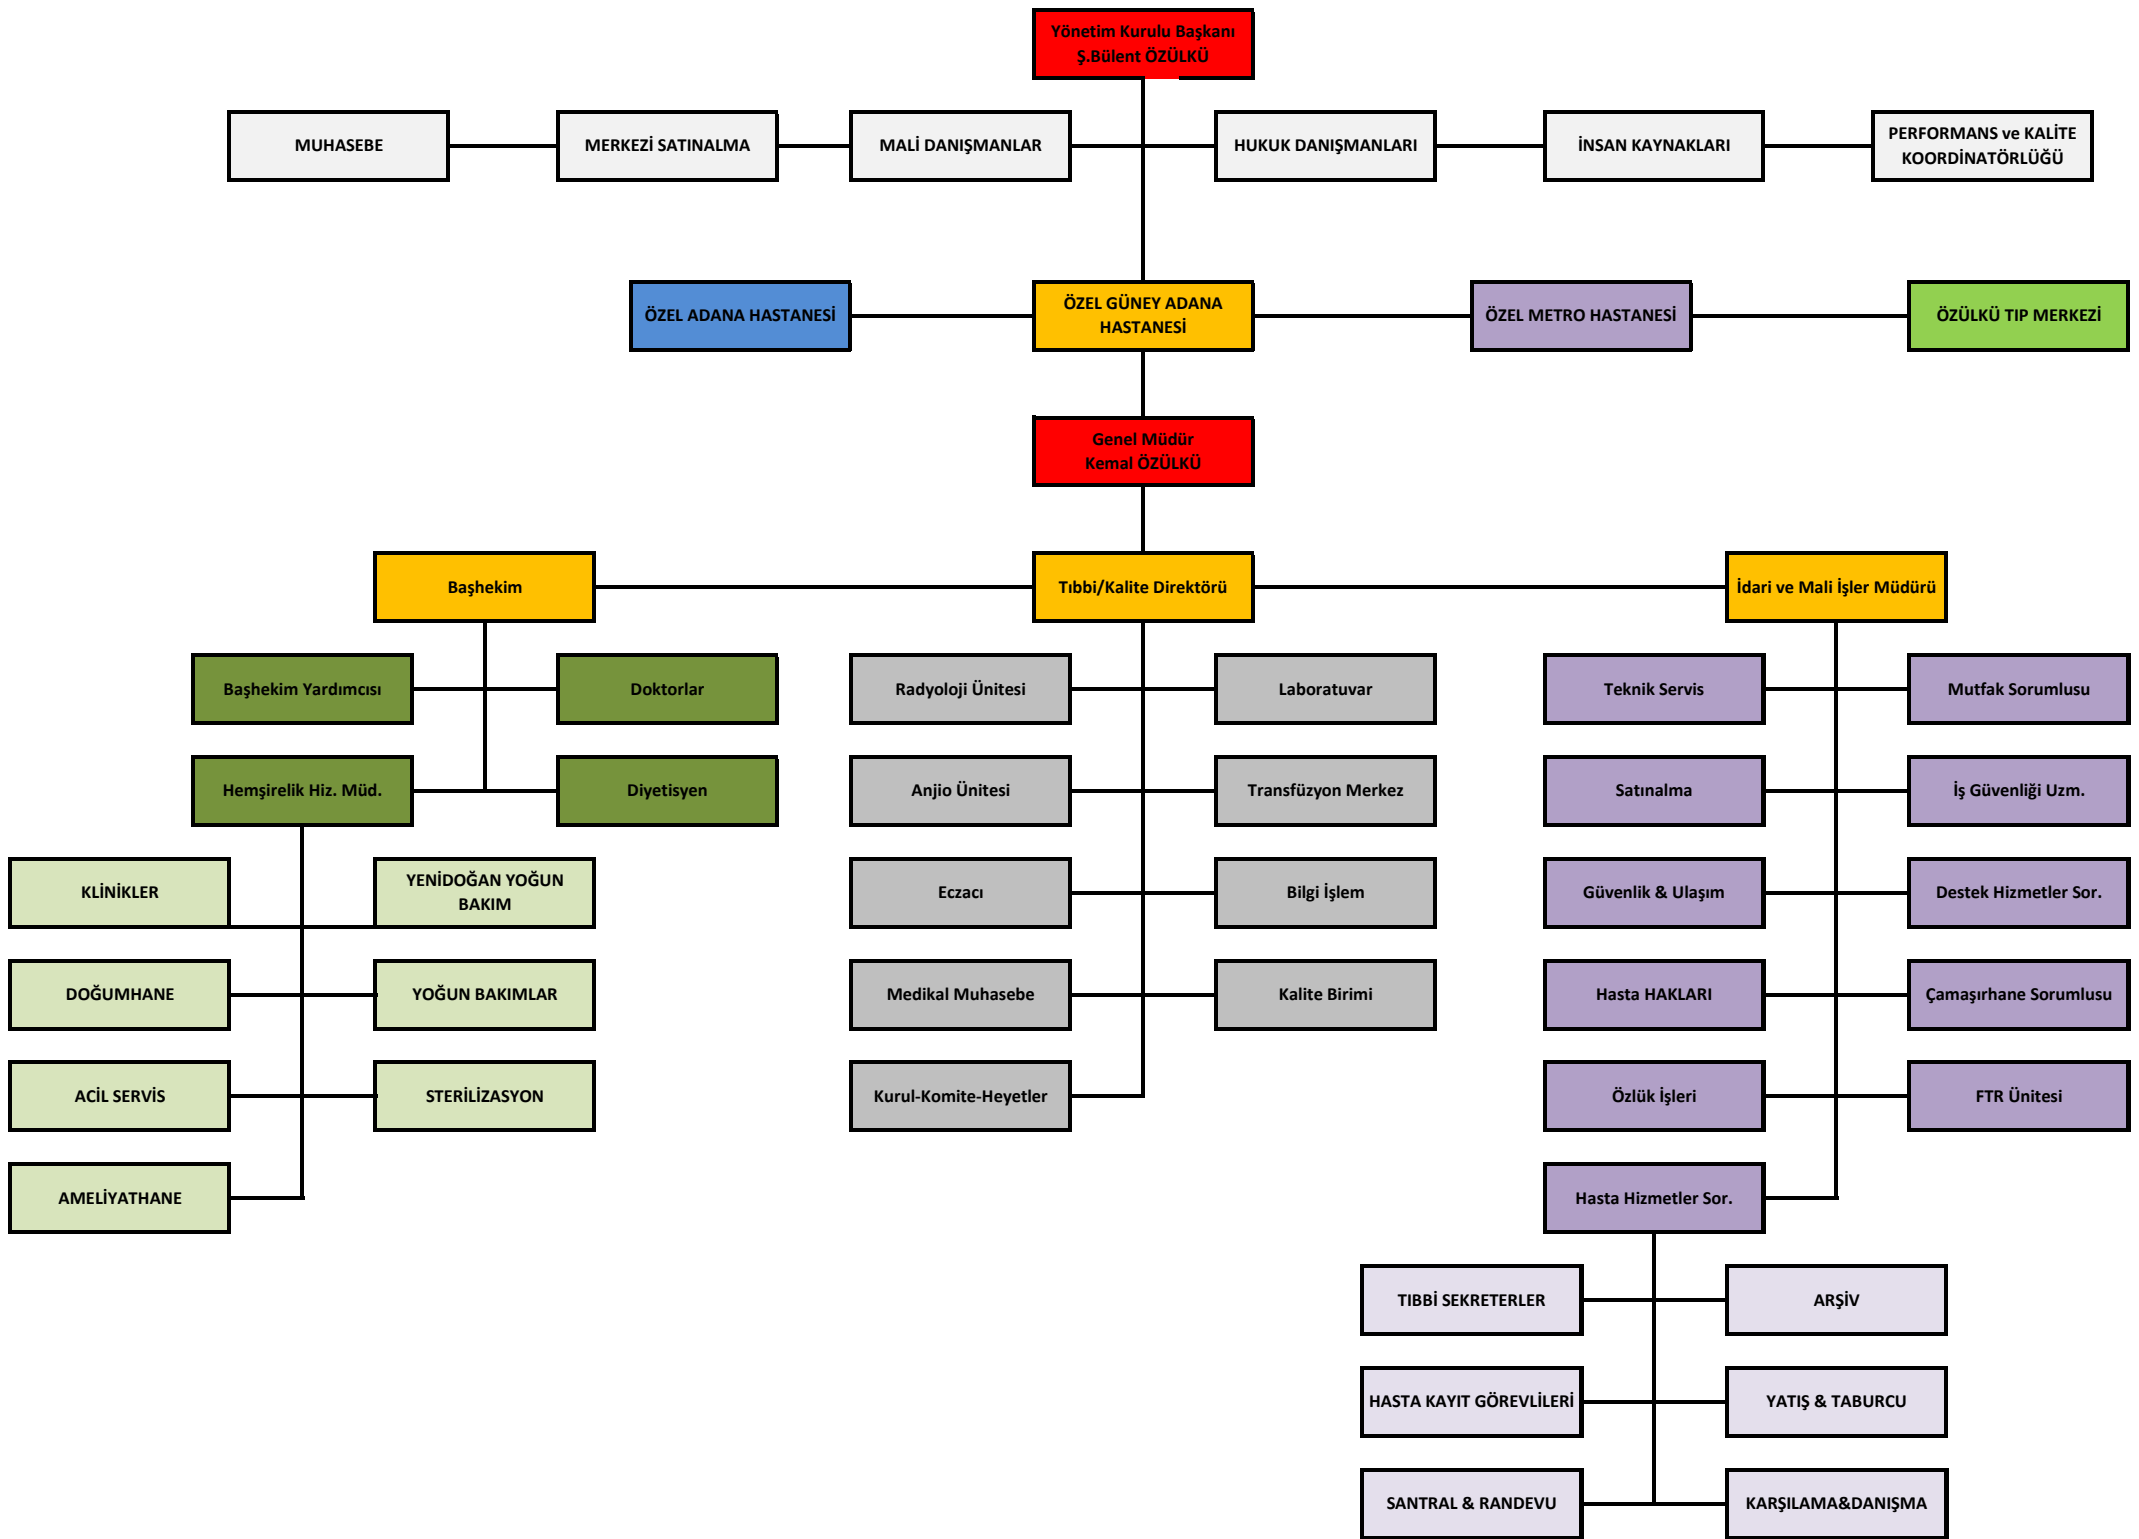 Yönetim Kurulu Başkanı
Ş.Bülent ÖZÜLKÜ
MUHASEBE
MERKEZİ SATINALMA
MALİ DANIŞMANLAR
HUKUK DANIŞMANLARI
İNSAN KAYNAKLARI
PERFORMANS ve KALİTE
KOORDİNATÖRLÜĞÜ
ÖZEL ADANA HASTANESİ
ÖZEL GÜNEY ADANA
HASTANESİ
ÖZEL METRO HASTANESİ
ÖZÜLKÜ TIP MERKEZİ
Genel Müdür
Kemal ÖZÜLKÜ
Başhekim
Tıbbi/Kalite Direktörü
İdari ve Mali İşler Müdürü
Başhekim Yardımcısı
Doktorlar
Radyoloji Ünitesi
Laboratuvar
Teknik Servis
Mutfak Sorumlusu
Hemşirelik Hiz. Müd.
Diyetisyen
Anjio Ünitesi
Transfüzyon Merkez
Satınalma
İş Güvenliği Uzm.
KLİNİKLER
YENİDOĞAN YOĞUN
BAKIM
Eczacı
Bilgi İşlem
Güvenlik & Ulaşım
Destek Hizmetler Sor.
DOĞUMHANE
YOĞUN BAKIMLAR
Medikal Muhasebe
Kalite Birimi
Hasta HAKLARI
Çamaşırhane Sorumlusu
ACİL SERVİS
STERİLİZASYON
Kurul-Komite-Heyetler
Özlük İşleri
FTR Ünitesi
AMELİYATHANE
Hasta Hizmetler Sor.
TIBBİ SEKRETERLER
ARŞİV
HASTA KAYIT GÖREVLİLERİ
YATIŞ & TABURCU
SANTRAL & RANDEVU
KARŞILAMA&DANIŞMA